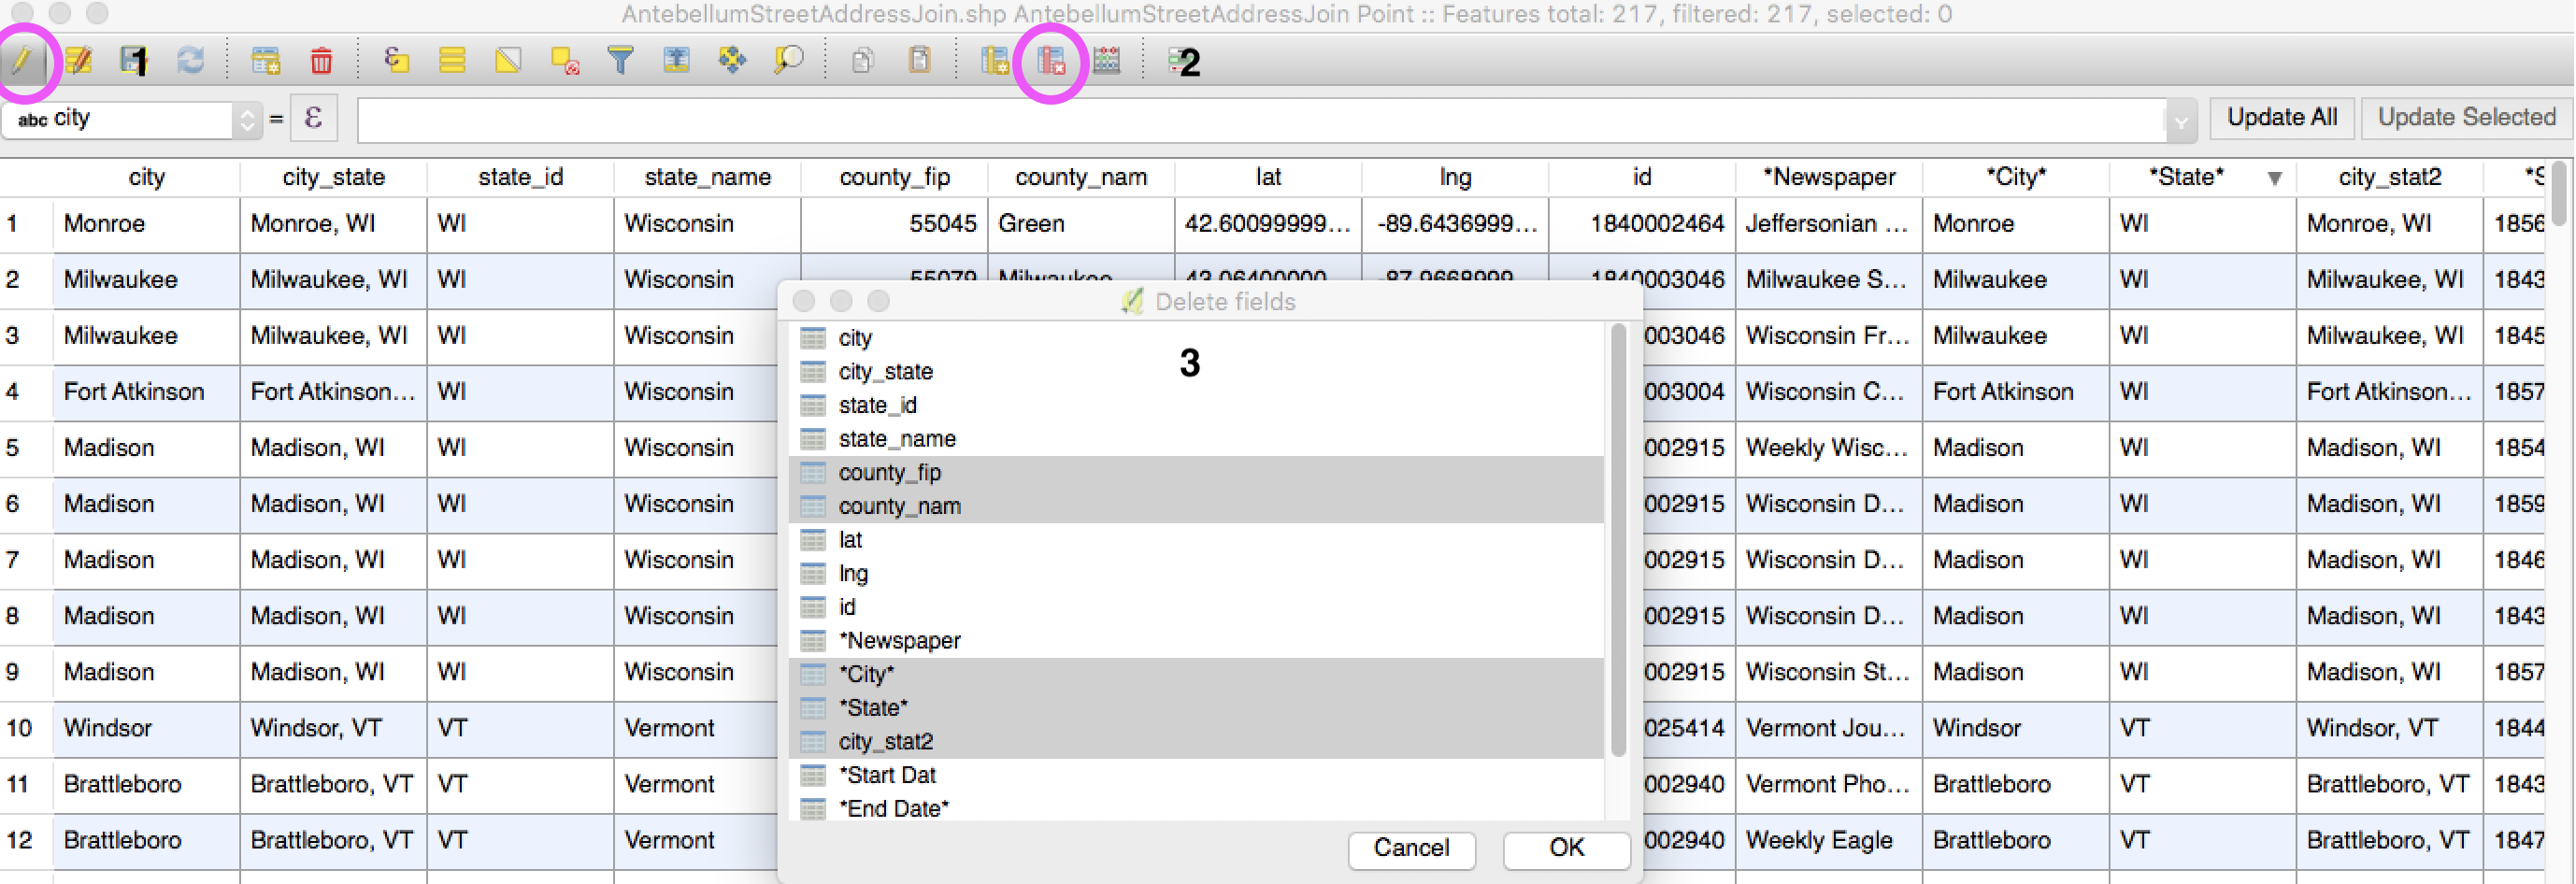 AntebellumStreetAddressJoin.shp AntebellumStreetAddressJoin Point :: Features total: 217, filtered: 217, selected: 0
1 2
abc city = ε Update All Update Selected
city city_state state_id state_name county_fip county_nam lat lng id *Newspaper *City* *State* ▼ city_stat2 *S
1 Monroe Monroe, WI WI Wisconsin 55045 Green 42.60099999... -89.6436999... 1840002464 Jeffersonian ... Monroe WI Monroe, WI 1856
2 Milwaukee Milwaukee, WI WI Wisconsin 55079 Milwaukee 43.06400000 -87.9668999 1840003046 Milwaukee S... Milwaukee WI Milwaukee, WI 1843
3 Milwaukee Milwaukee, WI WI Wisconsin 003046 Wisconsin Fr... Milwaukee WI Milwaukee, WI 1845
4 Fort Atkinson Fort Atkinson... WI Wisconsin 003004 Wisconsin C... Fort Atkinson WI Fort Atkinson... 1857
5 Madison Madison, WI WI Wisconsin 002915 Weekly Wisc... Madison WI Madison, WI 1854
6 Madison Madison, WI WI Wisconsin 002915 Wisconsin D... Madison WI Madison, WI 1859
7 Madison Madison, WI WI Wisconsin 002915 Wisconsin D... Madison WI Madison, WI 1846
8 Madison Madison, WI WI Wisconsin 002915 Wisconsin D... Madison WI Madison, WI 1843
9 Madison Madison, WI WI Wisconsin 002915 Wisconsin St... Madison WI Madison, WI 1857
10 Windsor Windsor, VT VT Vermont 025414 Vermont Jou... Windsor VT Windsor, VT 1844
11 Brattleboro Brattleboro, VT VT Vermont 002940 Vermont Pho... Brattleboro VT Brattleboro, VT 1843
12 Brattleboro Brattleboro, VT VT Vermont 002940 Weekly Eagle Brattleboro VT Brattleboro, VT 1847
Delete fields
city
3
city_state
state_id
state_name
county_fip
county_nam
lat
lng
id
*Newspaper
*City*
*State*
city_stat2
*Start Dat
*End Date*
Cancel OK